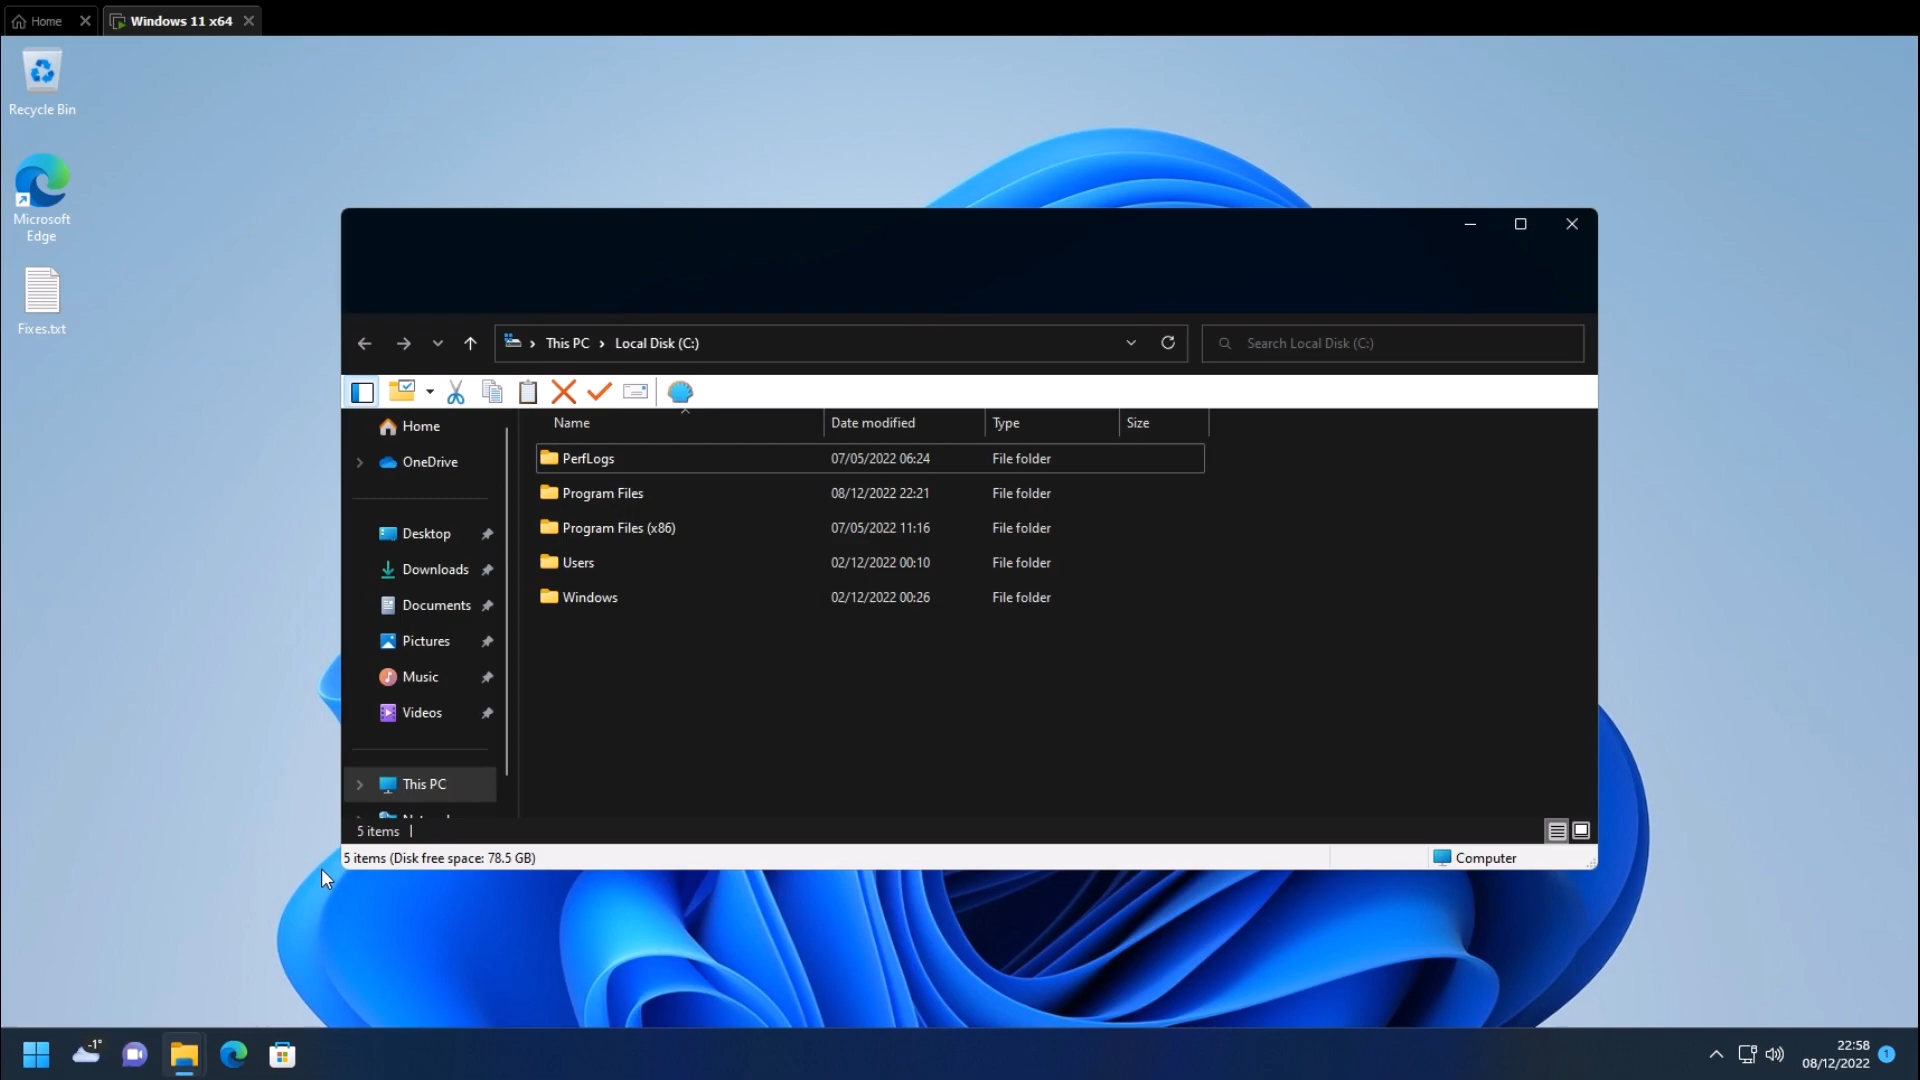 Home
Windows 11 x64
Recycle Bin
Microsoft
Edge
Fixes.txt
This PC
Local Disk (C:)
Search Local Disk (C:)
Home
OneDrive
Desktop
Downloads
Documents
Pictures
Music
Videos
This PC
Name Date modified Type Size
PerfLogs 07/05/2022 06:24 File folder
Program Files 08/12/2022 22:21 File folder
Program Files (x86) 07/05/2022 11:16 File folder
Users 02/12/2022 00:10 File folder
Windows 02/12/2022 00:26 File folder
5 items
5 items (Disk free space: 78.5 GB)
Computer
-1°
22:58
08/12/2022
1